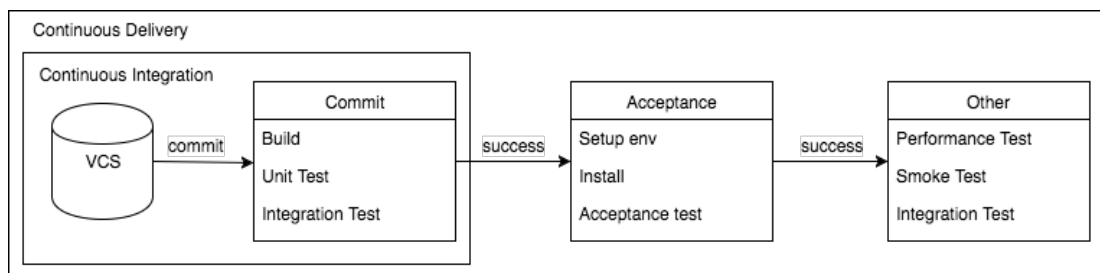 Continuous Delivery
Continuous Integration
VCS
commit
Commit
Build
Unit Test
Integration Test
success
Acceptance
Setup env
Install
Acceptance test
success
Other
Performance Test
Smoke Test
Integration Test